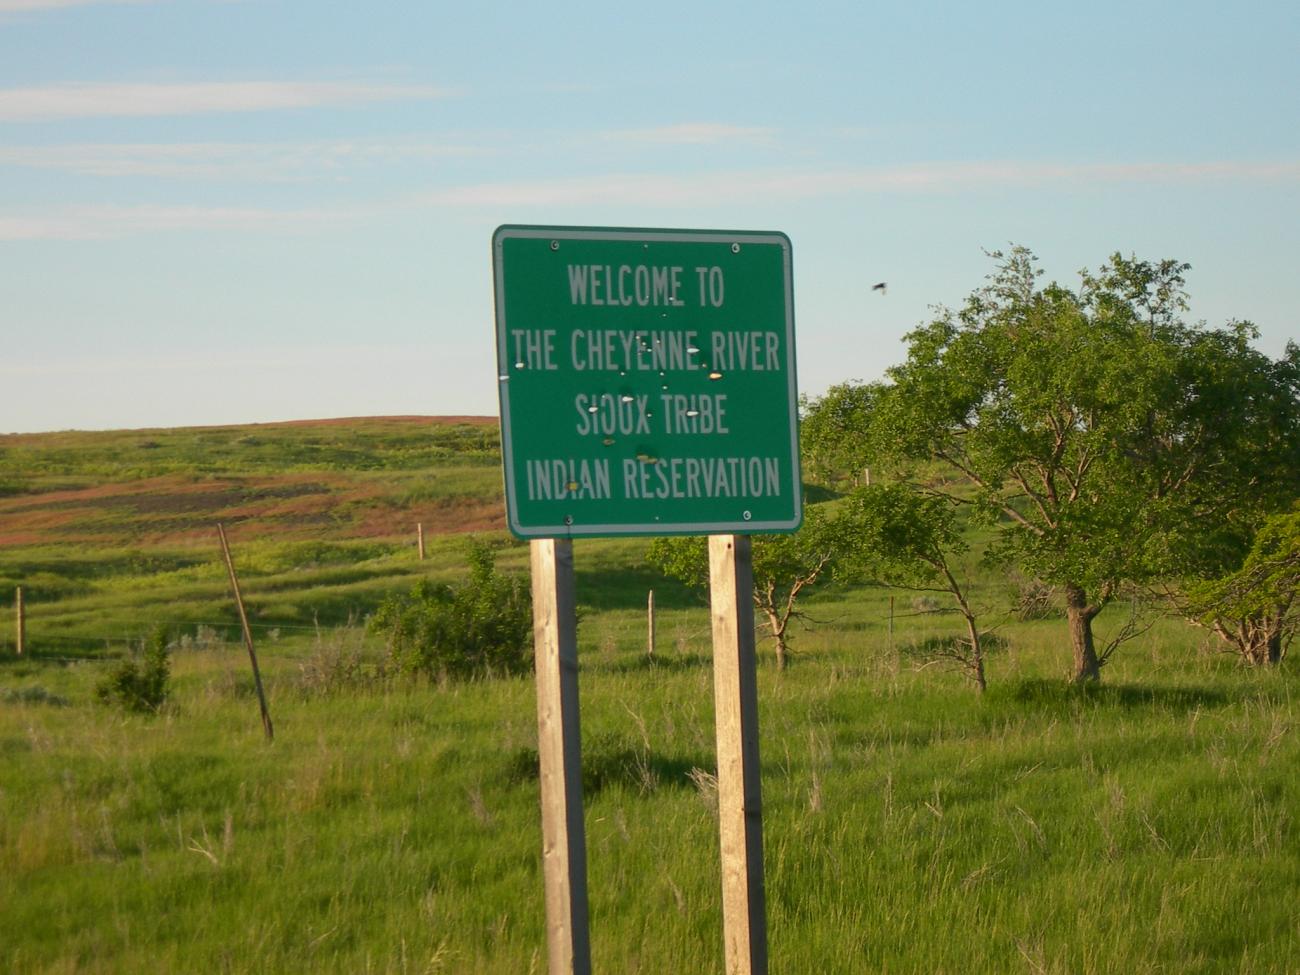 WELCOME TO
THE CHEYENNE RIVER
SIOUX TRIBE
INDIAN RESERVATION